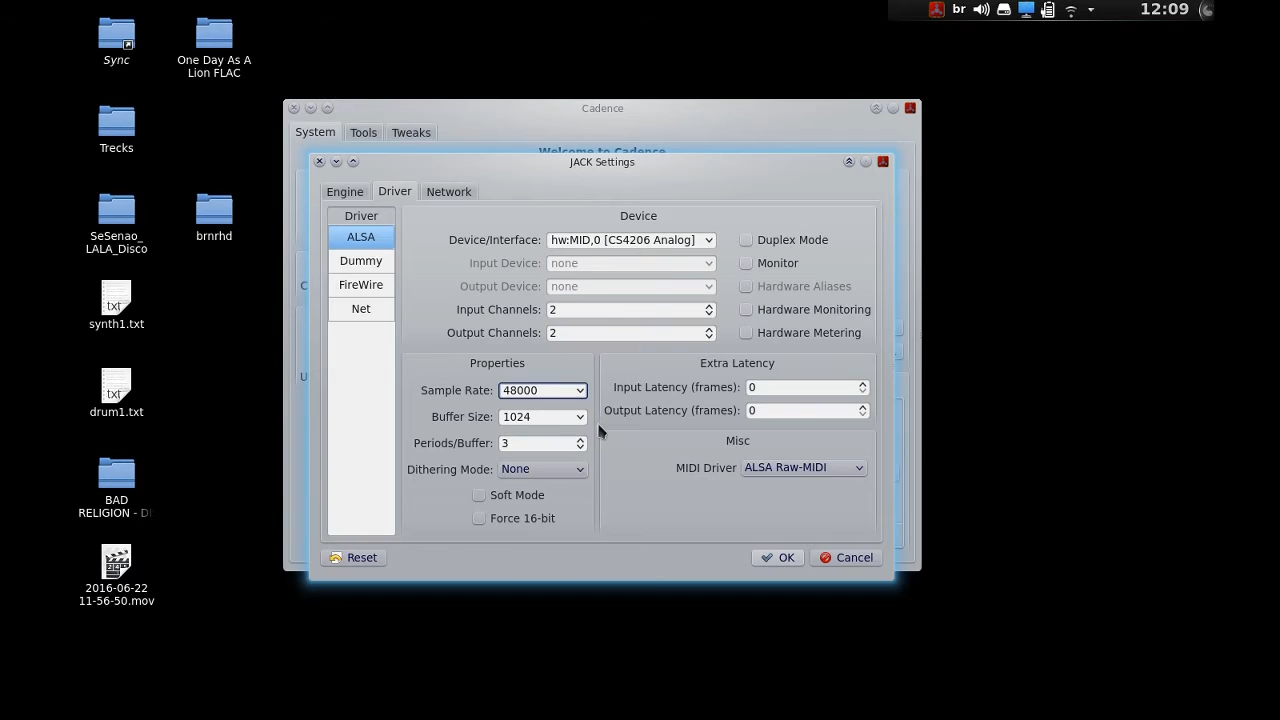 br
12:09
Sync
One Day As A
Lion FLAC
Trecks
SeSenao_
LALA_Disco
brnrhd
txt
synth1.txt
txt
drum1.txt
BAD
RELIGION - D
2016-06-22
11-56-50.mov
Cadence
System
Tools
Tweaks
Welcome to Cadence
JACK Settings
Engine
Driver
Network
Driver
ALSA
Dummy
FireWire
Net
Device
Device/Interface:
hw:MID,0 [CS4206 Analog]
Duplex Mode
Input Device:
none
Monitor
Output Device:
none
Hardware Aliases
Input Channels:
2
Hardware Monitoring
Output Channels:
2
Hardware Metering
Properties
Sample Rate:
48000
Buffer Size:
1024
Periods/Buffer:
3
Dithering Mode:
None
Soft Mode
Force 16-bit
Extra Latency
Input Latency (frames):
0
Output Latency (frames):
0
Misc
MIDI Driver
ALSA Raw-MIDI
Reset
OK
Cancel